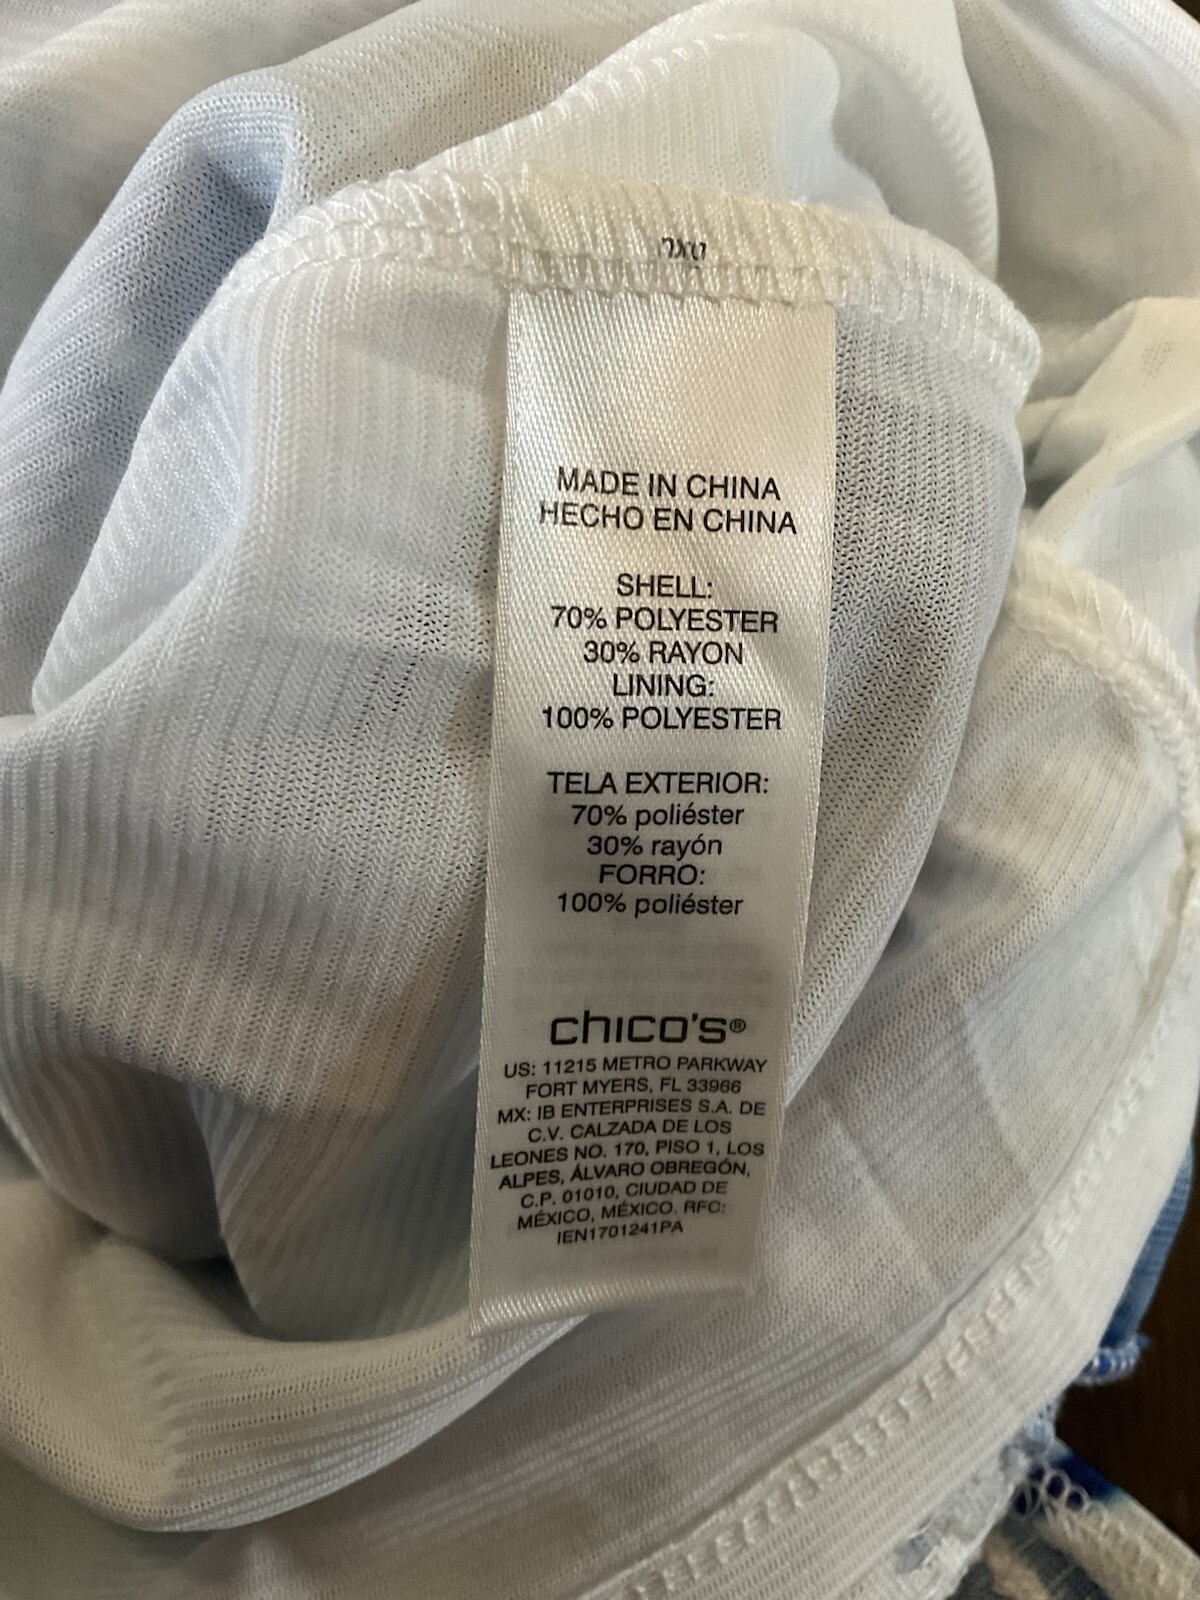 MADE IN CHINA
HECHO EN CHINA
SHELL:
70% POLYESTER
30% RAYON
LINING:
100% POLYESTER
TELA EXTERIOR:
70% poliéster
30% rayón
FORRO:
100% poliéster
chico's®
US: 11215 METRO PARKWAY
FORT MYERS, FL 33966
MX: IB ENTERPRISES S.A. DE
C.V. CALZADA DE LOS
LEONES NO. 170, PISO 1, LOS
ALPES, ÁLVARO OBREGÓN,
C.P. 01010, CIUDAD DE
MÉXICO, MÉXICO. RFC:
IEN1701241PA